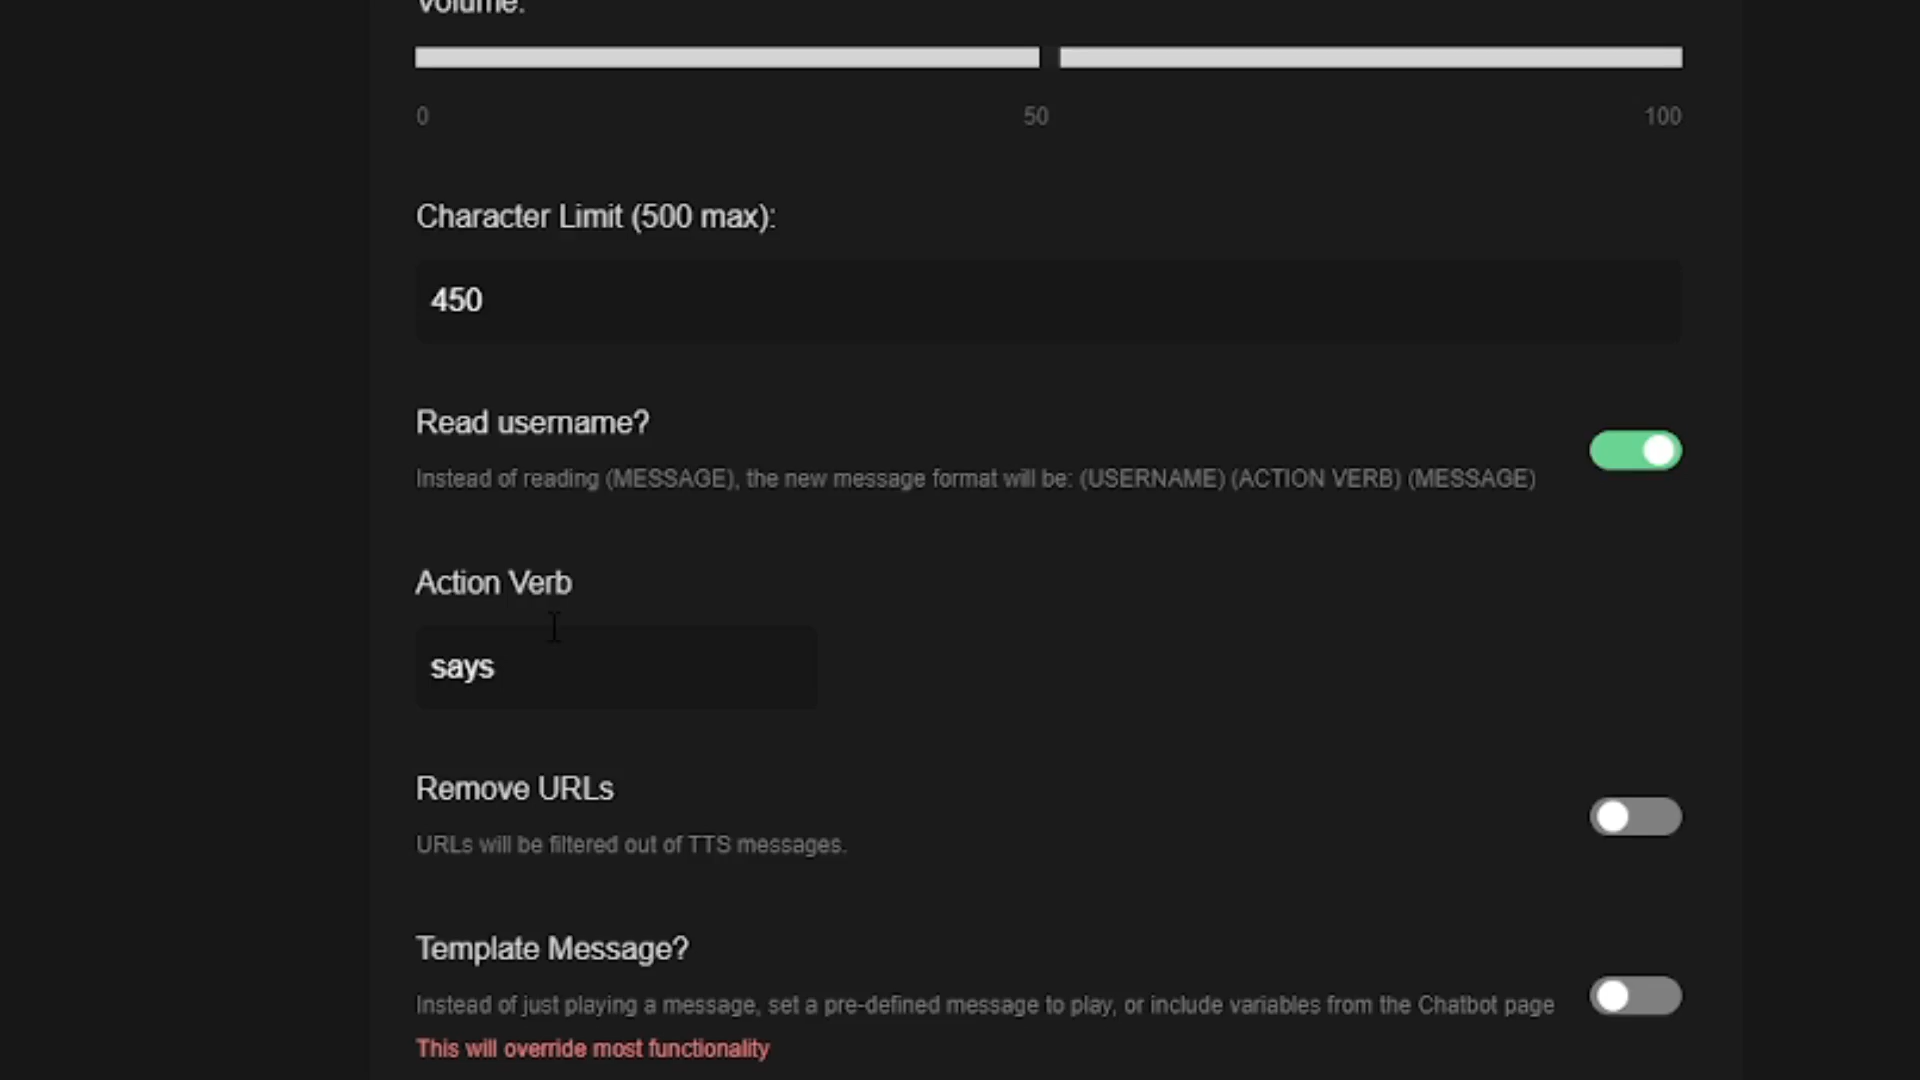 Volume:
0 50 100
Character Limit (500 max):
450
Read username?
Instead of reading (MESSAGE), the new message format will be: (USERNAME) (ACTION VERB) (MESSAGE)
Action Verb
says
Remove URLs
URLs will be filtered out of TTS messages.
Template Message?
Instead of just playing a message, set a pre-defined message to play, or include variables from the Chatbot page
This will override most functionality